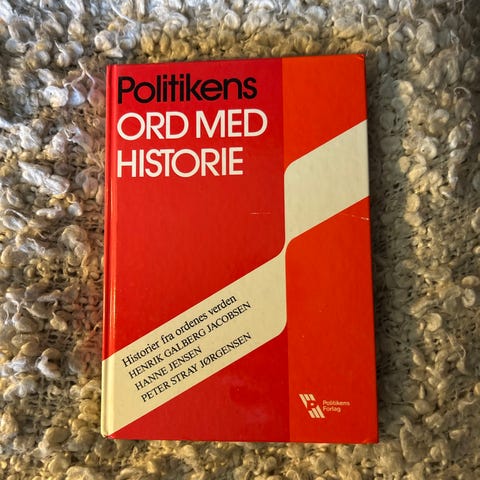 Politikens
ORD MED
HISTORIE
Historier fra ordenes verden
HENRIK GALBERG JACOBSEN
HANNE JENSEN
PETER STRAY JØRGENSEN
Politikens
Forlag